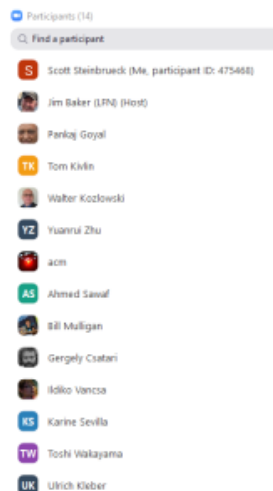 Participants (14)
Find a participant
S Scott Steinbrueck (Me, participant ID: 475468)
Jim Baker (LFN) (Host)
Pankaj Goyal
TK Tom Kivlin
Walter Kozlowski
YZ Yuanrui Zhu
acm
AS Ahmed Sawaf
Bill Mulligan
Gergely Csatari
Ildiko Vancsa
KS Karine Sevilla
TW Toshi Wakayama
UK Ulrich Kleber